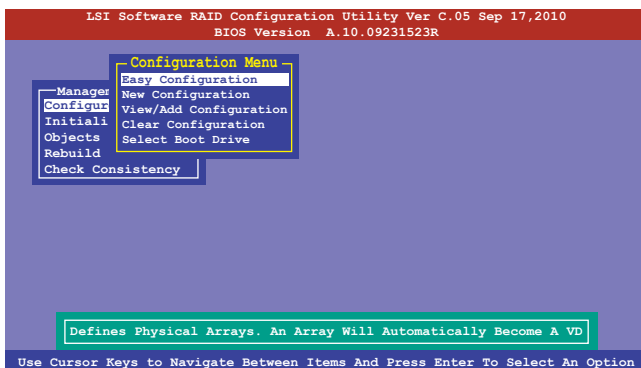 LSI Software RAID Configuration Utility Ver C.05 Sep 17,2010
BIOS Version A.10.09231523R
Configuration Menu
Easy Configuration
New Configuration
View/Add Configuration
Clear Configuration
Select Boot Drive
Managem
Configur
Initiali
Objects
Rebuild
Check Consistency
Defines Physical Arrays. An Array Will Automatically Become A VD
Use Cursor Keys to Navigate Between Items And Press Enter To Select An Option